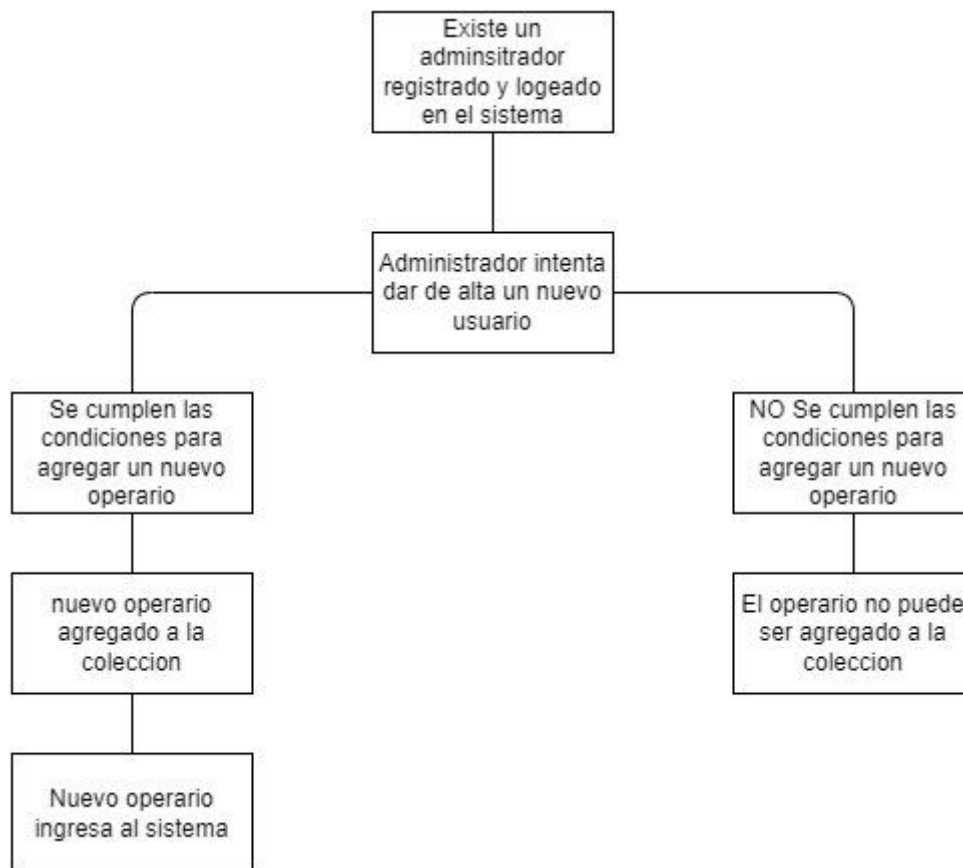 Existe un
adminsitrador
registrado y logeado
en el sistema
Administrador intenta
dar de alta un nuevo
usuario
Se cumplen las
condiciones para
agregar un nuevo
operario
NO Se cumplen las
condiciones para
agregar un nuevo
operario
nuevo operario
agregado a la
coleccion
El operario no puede
ser agregado a la
coleccion
Nuevo operario
ingresa al sistema